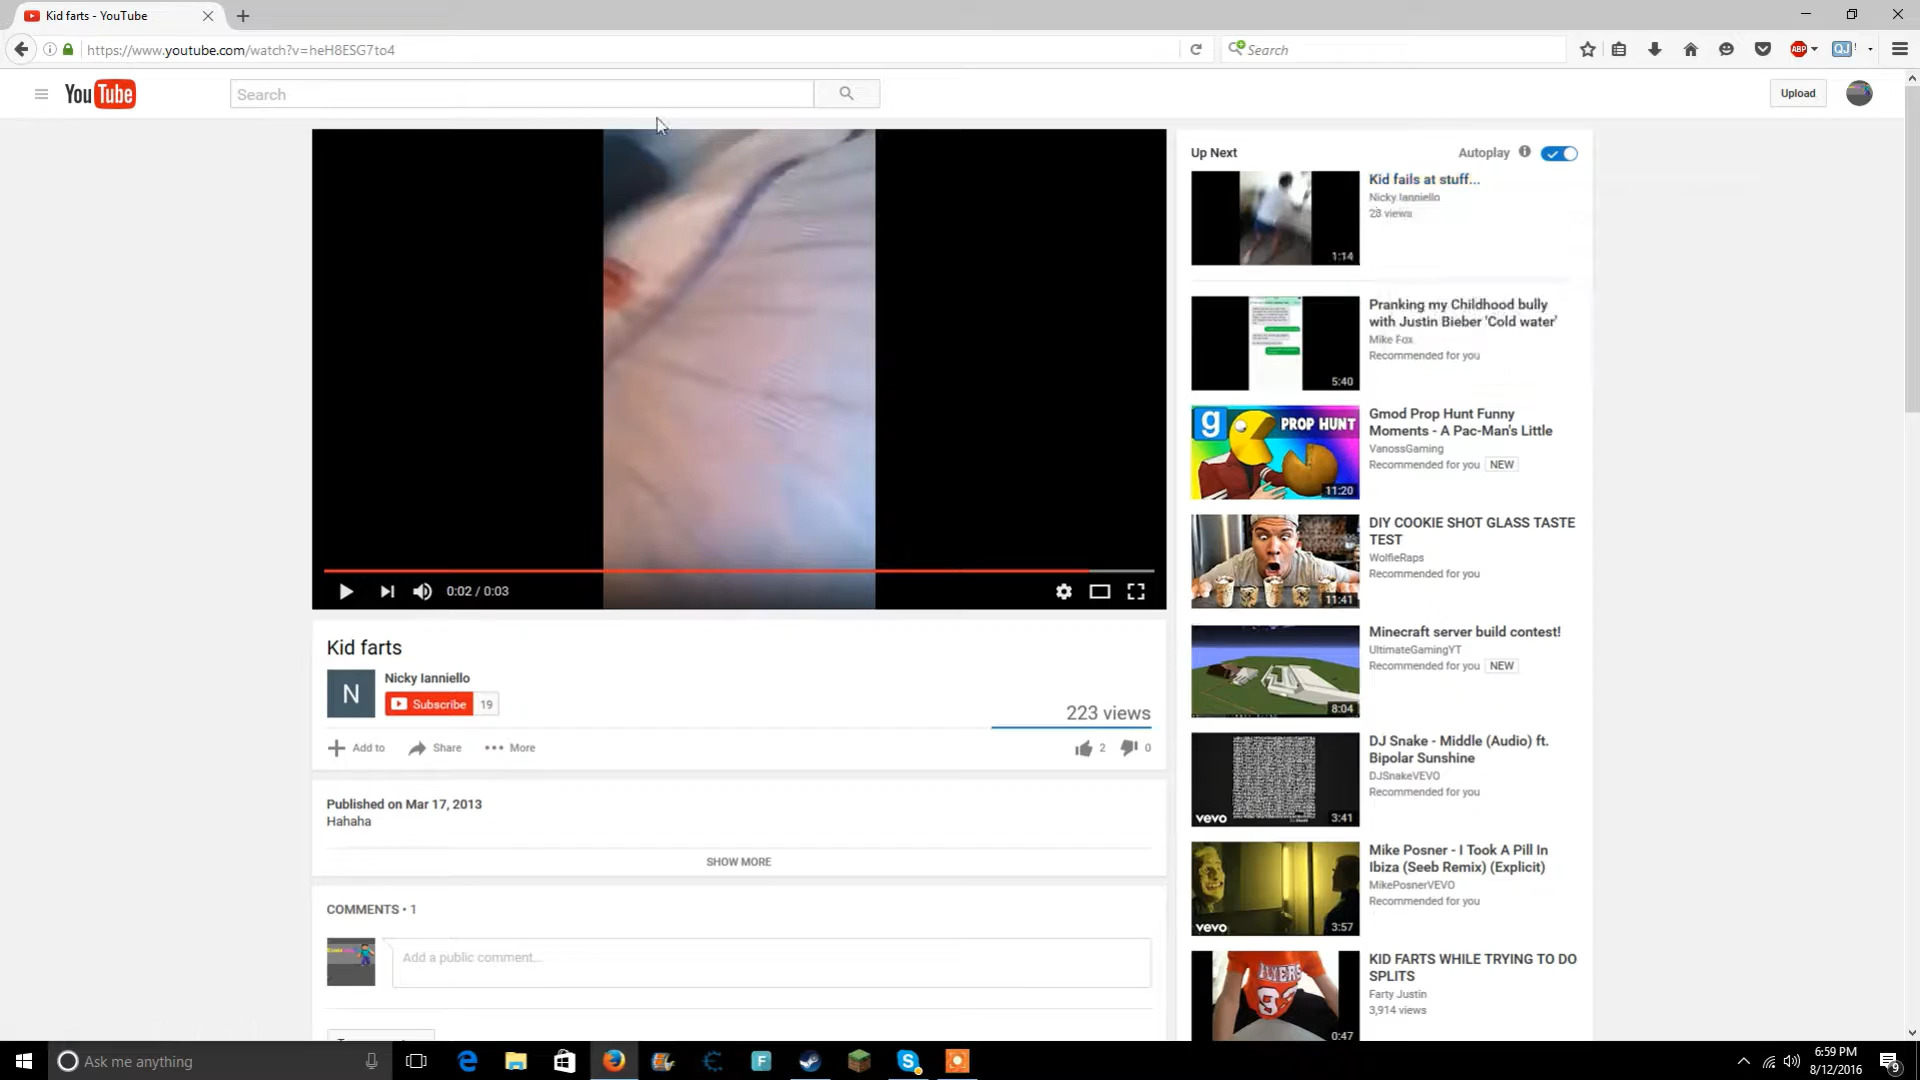 Kid farts - YouTube
https://www.youtube.com/watch?v=heH8ESG7to4
Search
ABP
QJ !
YouTube
Search
Upload
0:02 / 0:03
Kid farts
N
Nicky Ianniello
Subscribe 19
223 views
Add to Share More
2 0
Published on Mar 17, 2013
Hahaha
SHOW MORE
COMMENTS • 1
Add a public comment...
Up Next
Autoplay
1:14
Kid fails at stuff...
Nicky Ianniello
23 views
5:40
Pranking my Childhood bully
with Justin Bieber 'Cold water'
Mike Fox
Recommended for you
g
PROP HUNT
11:20
Gmod Prop Hunt Funny
Moments - A Pac-Man's Little
VanossGaming
Recommended for you NEW
11:41
DIY COOKIE SHOT GLASS TASTE
TEST
WolfieRaps
Recommended for you
8:04
Minecraft server build contest!
UltimateGamingYT
Recommended for you NEW
vevo
3:41
DJ Snake - Middle (Audio) ft.
Bipolar Sunshine
DJSnakeVEVO
Recommended for you
vevo
3:57
Mike Posner - I Took A Pill In
Ibiza (Seeb Remix) (Explicit)
MikePosnerVEVO
Recommended for you
FLYERS
0:47
KID FARTS WHILE TRYING TO DO
SPLITS
Farty Justin
3,914 views
Ask me anything
6:59 PM
8/12/2016
9